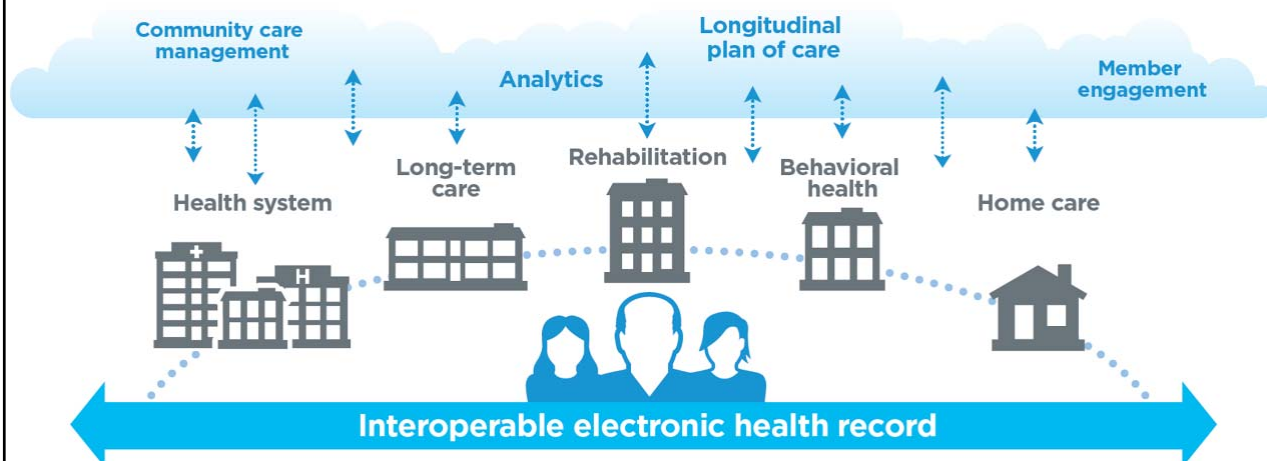 Community care
management
Analytics
Longitudinal
plan of care
Member
engagement
Health system
Long-term
care
Rehabilitation
Behavioral
health
Home care
H
Interoperable electronic health record